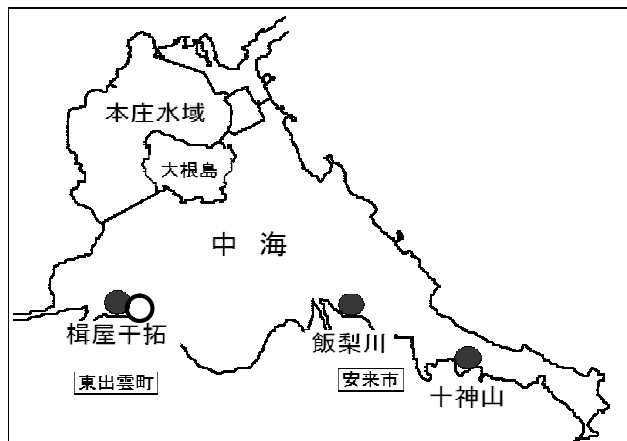 本庄水域
大根島
中 海
楫屋干拓
飯梨川
東出雲町
安来市
十神山